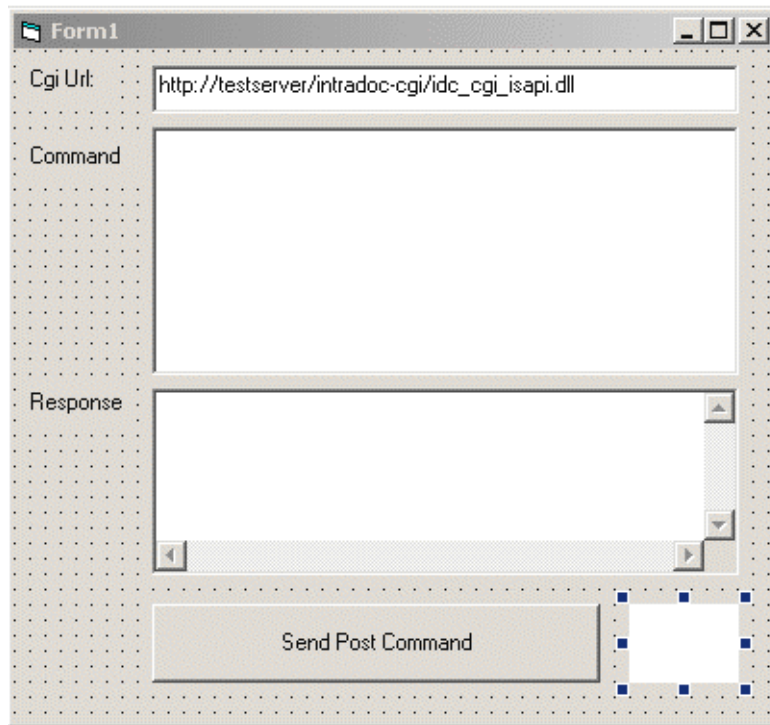 Form1
Cgi Url:
http://testserver/intradoc-cgi/idc_cgi_isapi.dll
Command
Response
Send Post Command